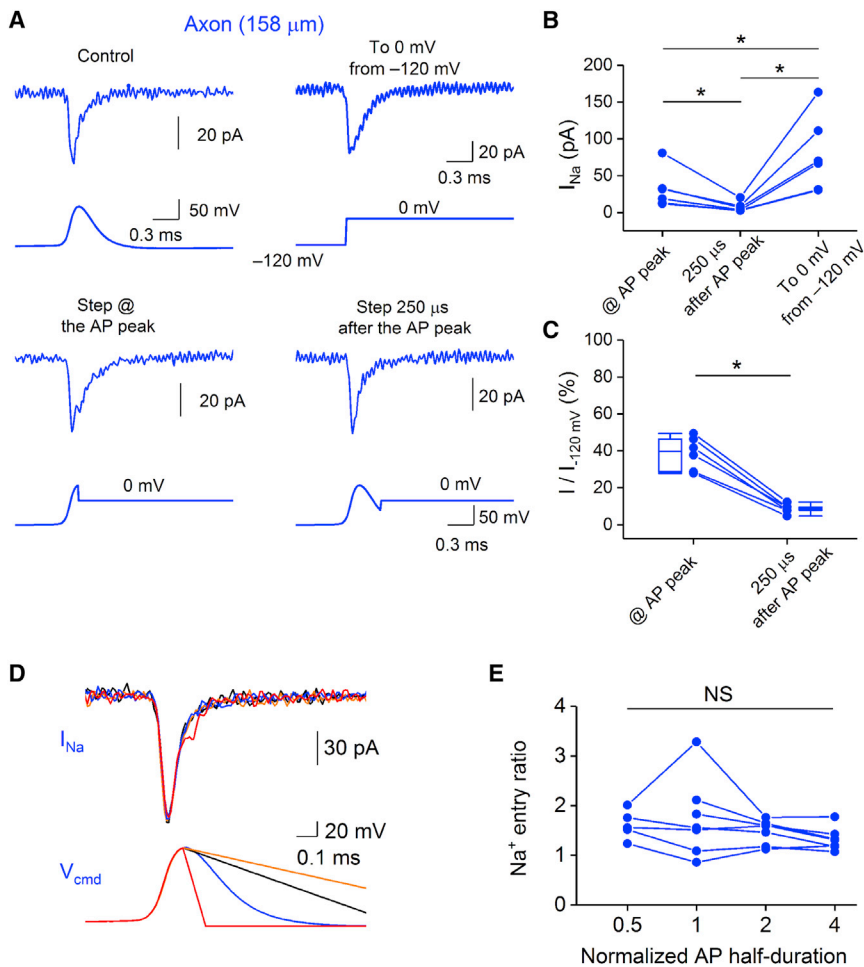 A
Axon (158 μm)
Control
To 0 mV
from –120 mV
20 pA
20 pA
0.3 ms
50 mV
0.3 ms
0 mV
–120 mV
Step @
the AP peak
Step 250 μs
after the AP peak
20 pA
20 pA
0 mV
0 mV
50 mV
0.3 ms
B
*
*
*
200
150
100
50
0
I_Na (pA)
@ AP peak
250 μs
after AP peak
To 0 mV
from –120 mV
C
*
100
80
60
40
20
0
I / I_-120 mV (%)
@ AP peak
250 μs
after AP peak
D
I_Na
30 pA
20 mV
0.1 ms
V_cmd
E
NS
4
3
2
1
0
Na⁺ entry ratio
0.5
1
2
4
Normalized AP half-duration